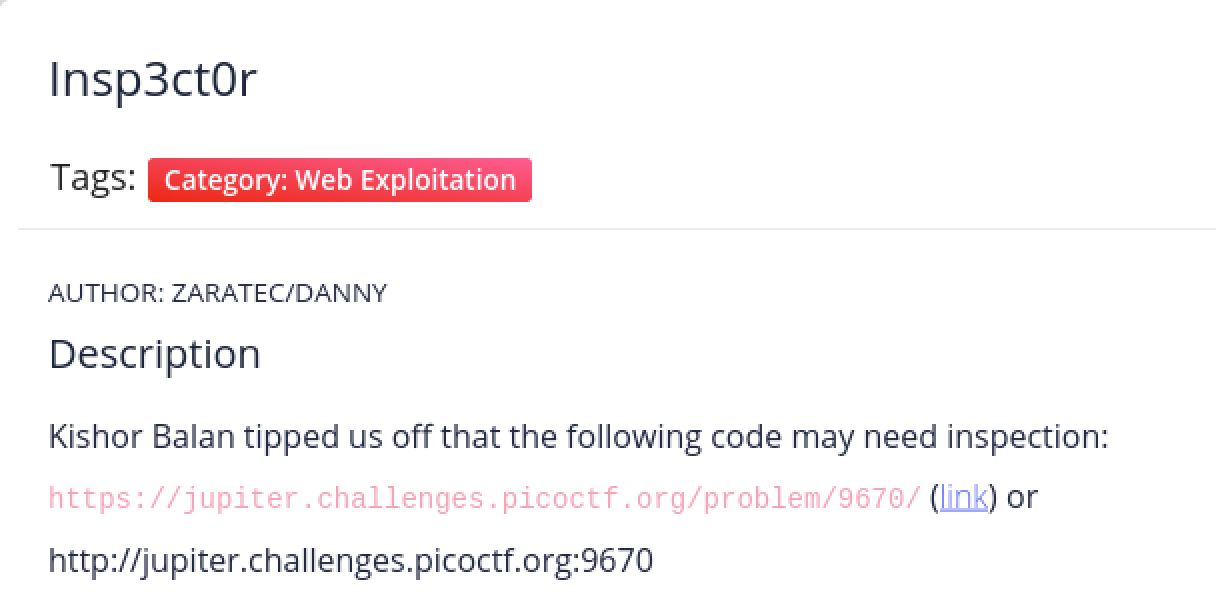 Insp3ct0r
Tags: Category: Web Exploitation
AUTHOR: ZARATEC/DANNY
Description
Kishor Balan tipped us off that the following code may need inspection:
https://jupiter.challenges.picoctf.org/problem/9670/ (link) or
http://jupiter.challenges.picoctf.org:9670